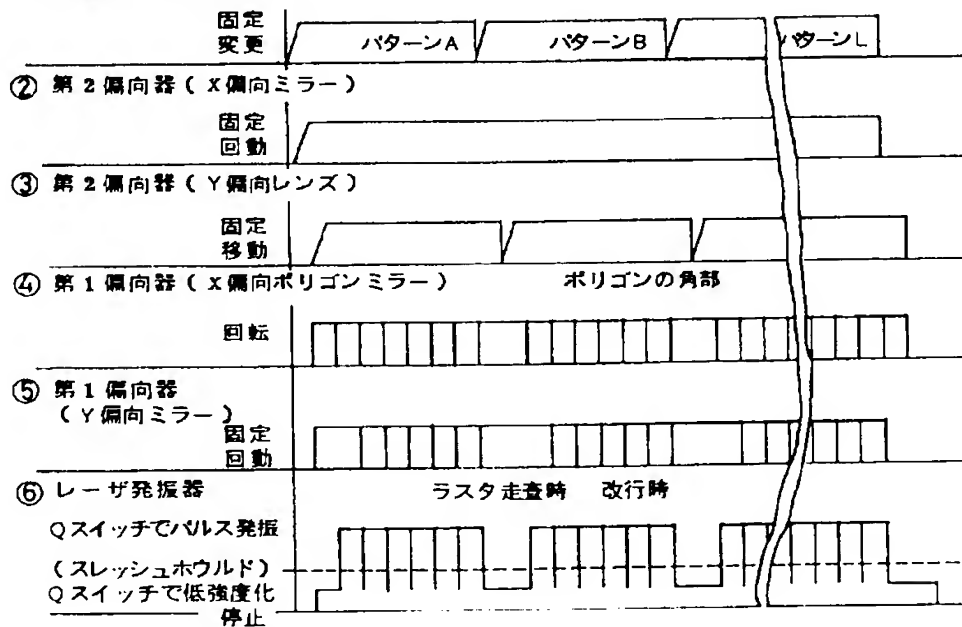 固定
変更
パターンA
パターンB
パターンL
② 第2偏向器(X偏向ミラー)
固定
回動
③ 第2偏向器(Y偏向レンズ)
固定
移動
④ 第1偏向器(X偏向ポリゴンミラー)
ポリゴンの角部
回転
⑤ 第1偏向器
(Y偏向ミラー)
固定
回動
⑥ レーザ発振器
ラスタ走査時 改行時
Qスイッチでパルス発振
(スレッシュホウルド)
Qスイッチで低強度化
停止